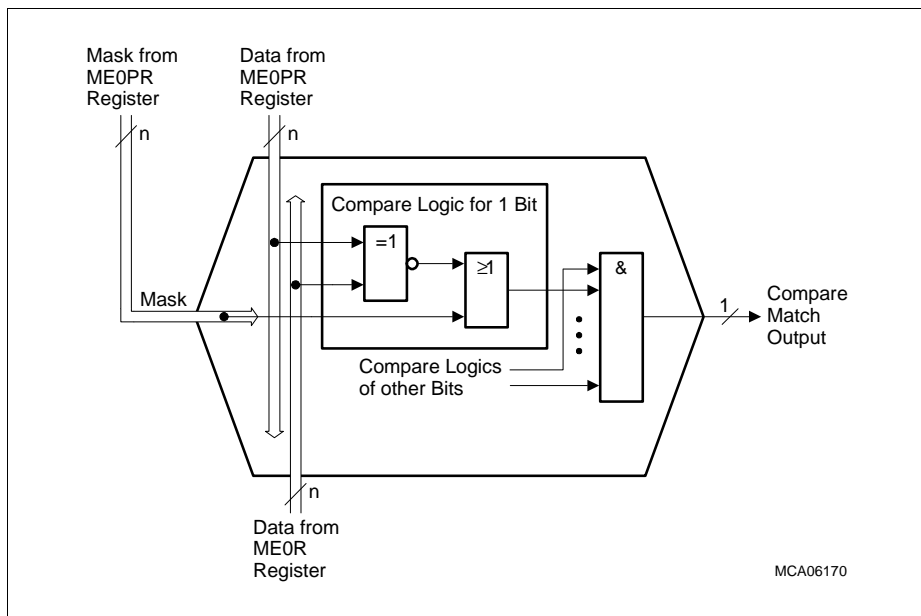 Mask from
ME0PR
Register
Data from
ME0PR
Register
n
n
Compare Logic for 1 Bit
=1
≥1
&
Mask
1
Compare
Match
Output
Compare Logics
of other Bits
n
Data from
ME0R
Register
MCA06170